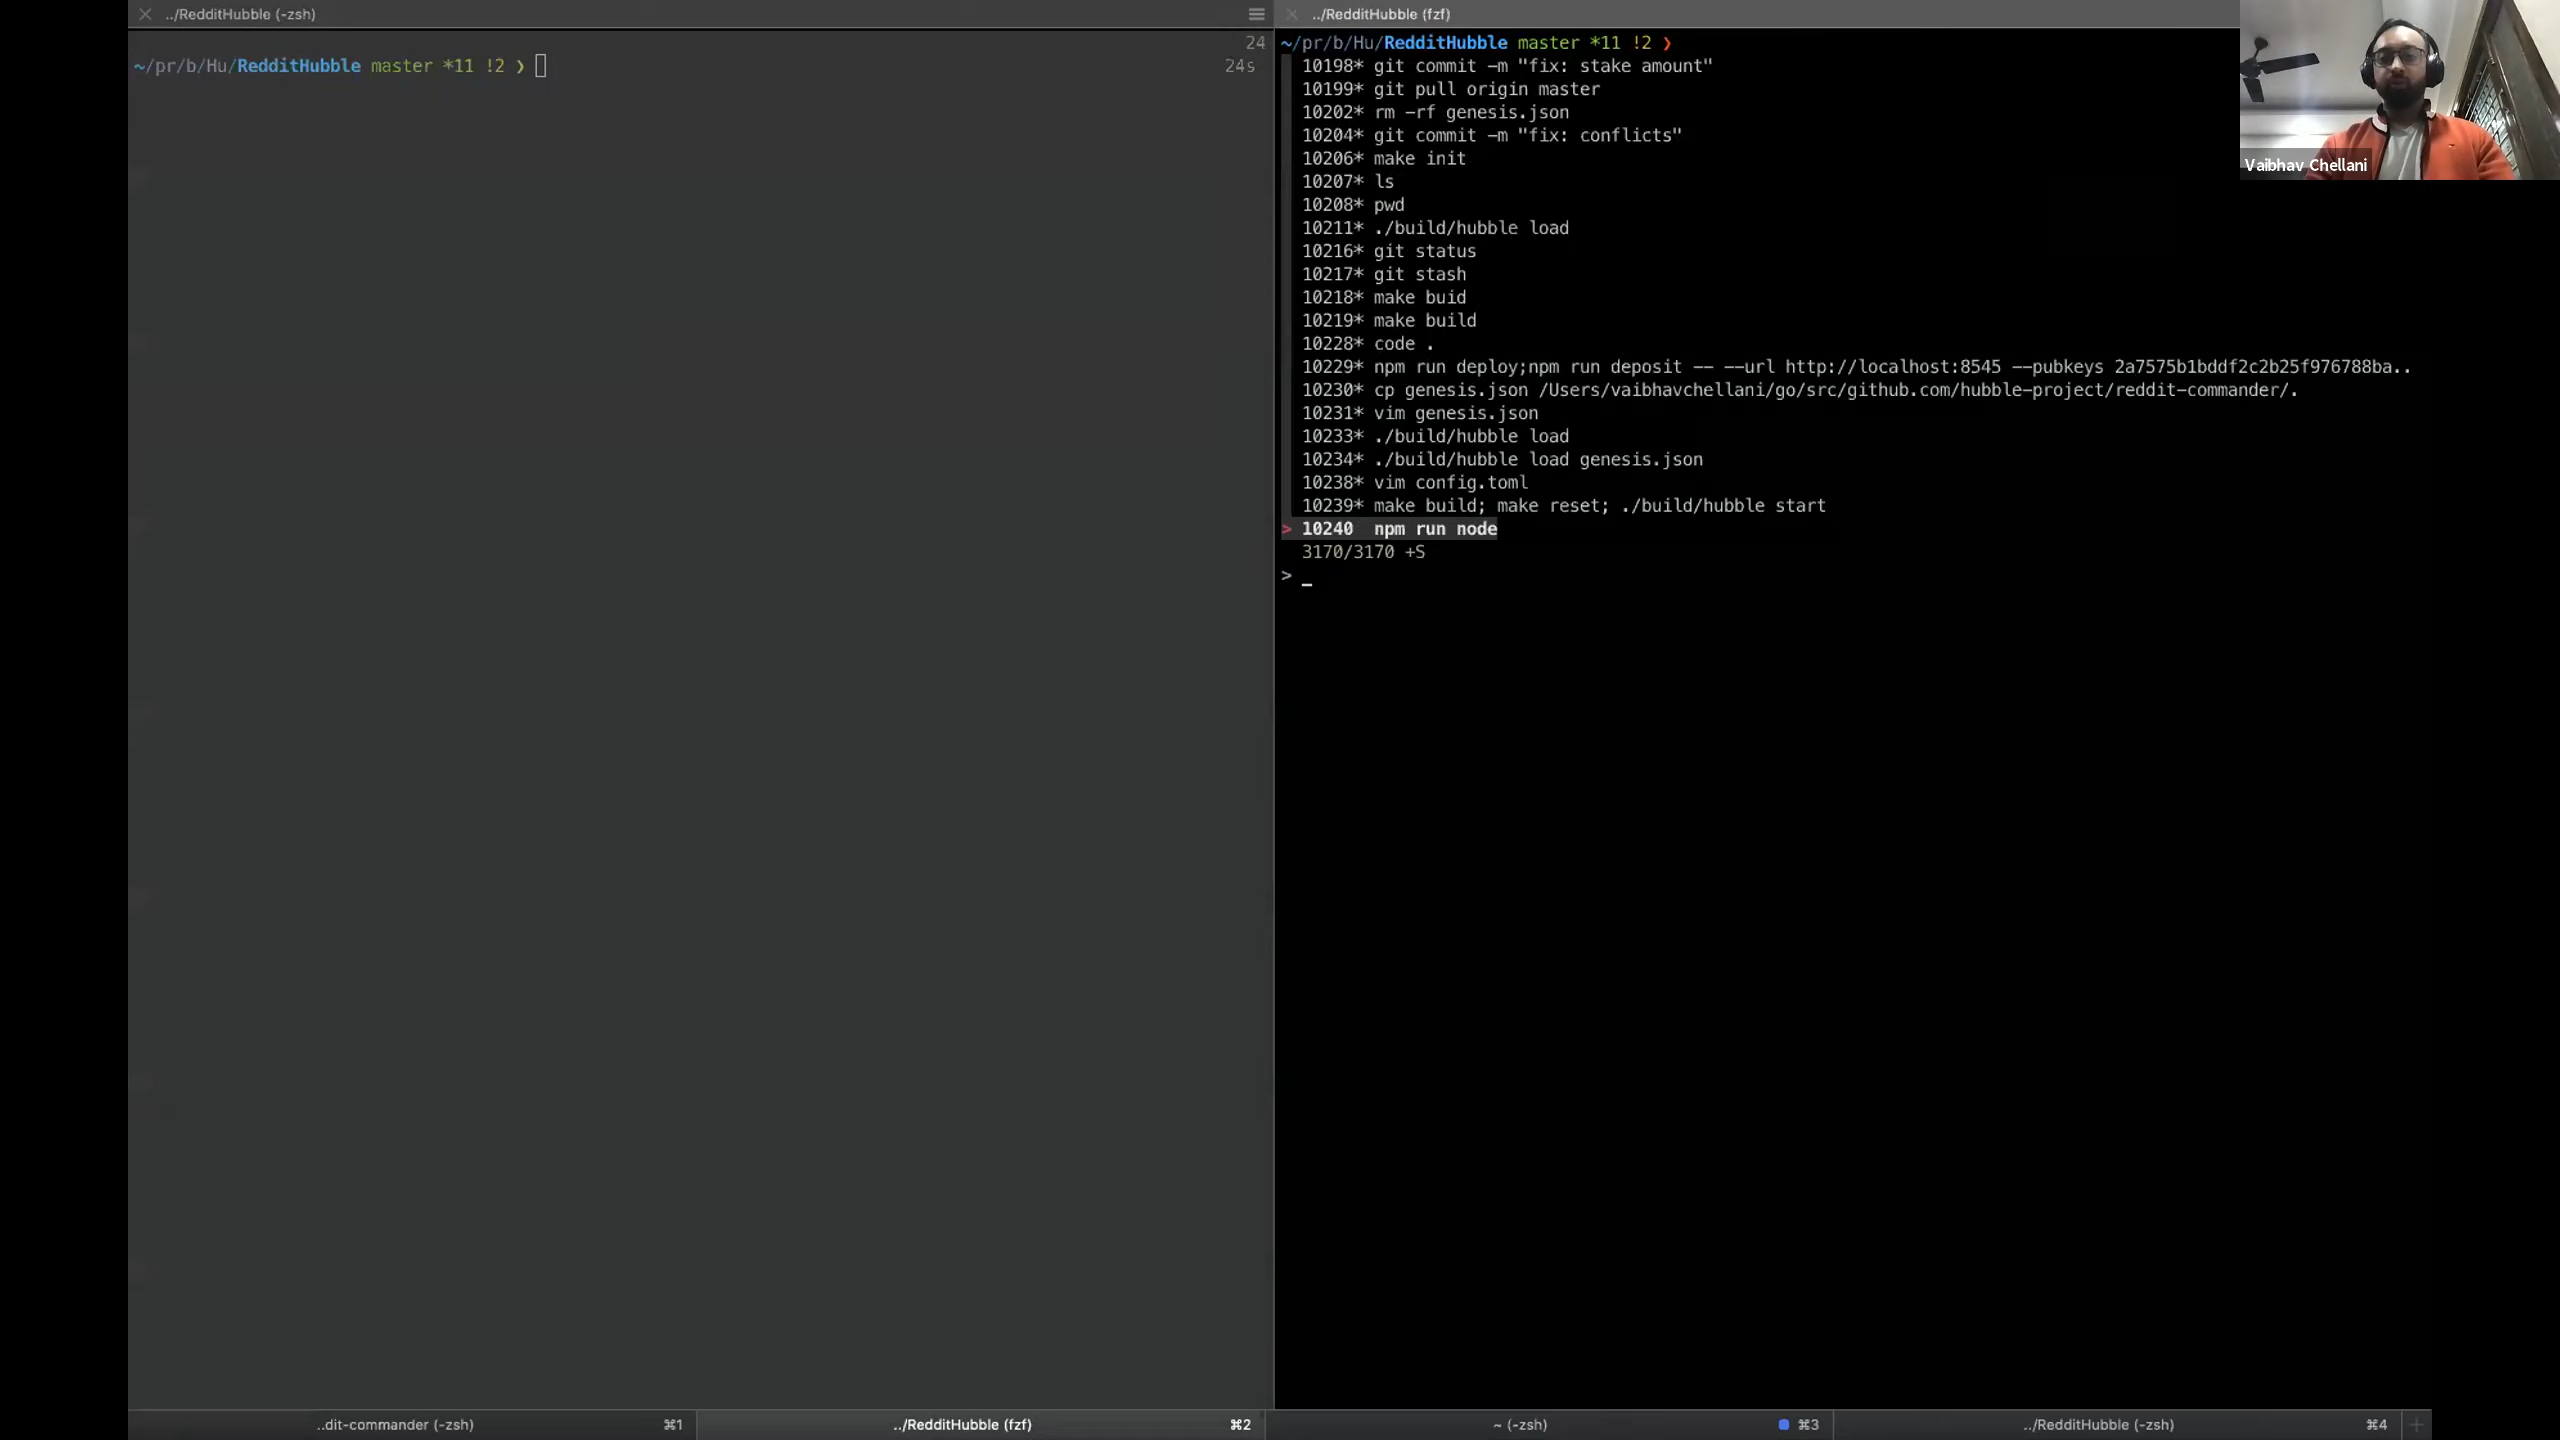 ../RedditHubble (-zsh)
24
~/pr/b/Hu/RedditHubble master *11 !2 ❯
24s
../RedditHubble (fzf)
~/pr/b/Hu/RedditHubble master *11 !2 ❯
10198* git commit -m "fix: stake amount"
10199* git pull origin master
10202* rm -rf genesis.json
10204* git commit -m "fix: conflicts"
10206* make init
10207* ls
10208* pwd
10211* ./build/hubble load
10216* git status
10217* git stash
10218* make buid
10219* make build
10228* code .
10229* npm run deploy;npm run deposit -- --url http://localhost:8545 --pubkeys 2a7575b1bddf2c2b25f976788ba..
10230* cp genesis.json /Users/vaibhavchellani/go/src/github.com/hubble-project/reddit-commander/.
10231* vim genesis.json
10233* ./build/hubble load
10234* ./build/hubble load genesis.json
10238* vim config.toml
10239* make build; make reset; ./build/hubble start
> 10240  npm run node
3170/3170 +S
> _
Vaibhav Chellani
..dit-commander (-zsh) ⌘1
../RedditHubble (fzf) ⌘2
~ (-zsh) ⌘3
../RedditHubble (-zsh) ⌘4